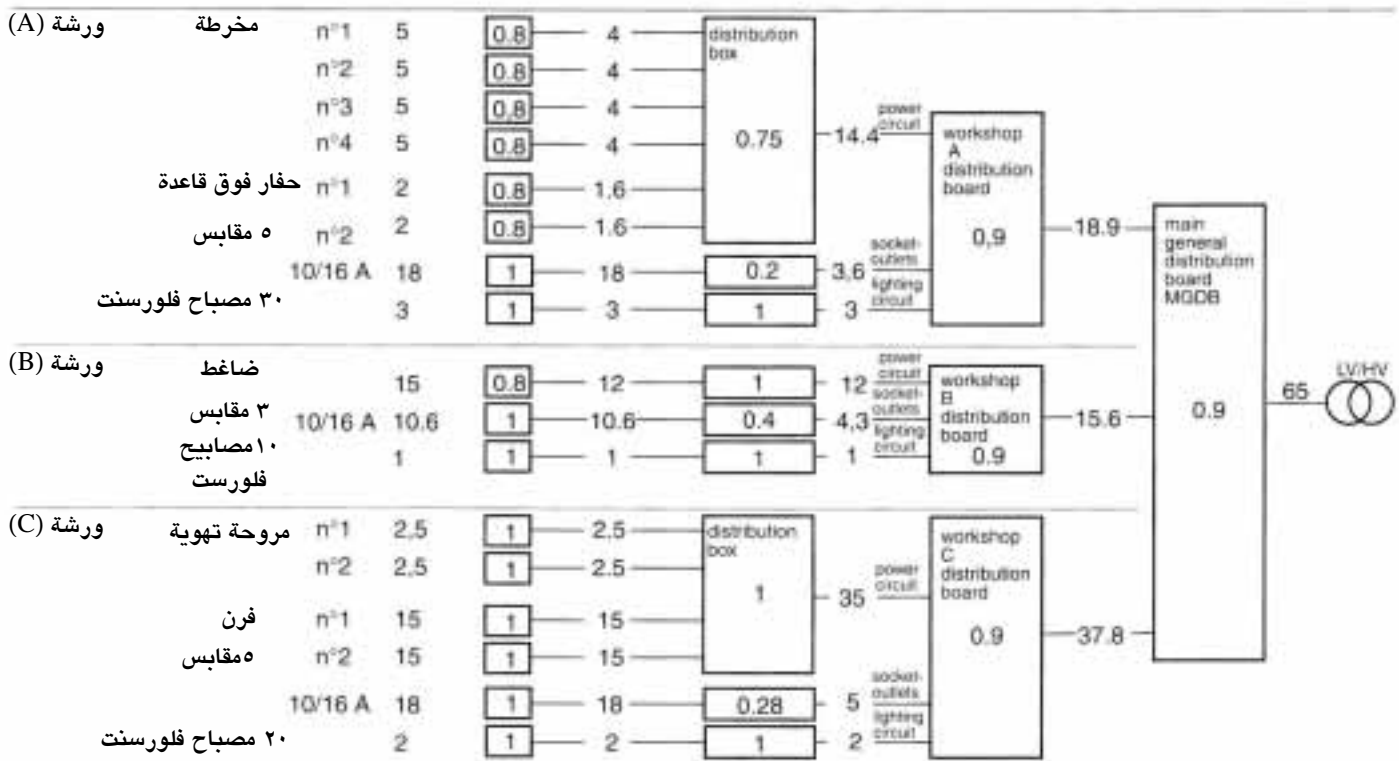 ورشة (A) مخرطة n°1 5 0.8 4 distribution box
n°2 5 0.8 4
n°3 5 0,8 4 power circuit
n°4 5 0.8 4 0.75 14.4 workshop A distribution board
حفار فوق قاعدة n°1 2 0.8 1.6
٥ مقابس n°2 2 0.8 1.6 0,9 18.9 main general distribution board MGDB
10/16 A 18 1 18 0.2 3,6 socket-outlets
٣٠ مصباح فلورسنت 3 1 3 1 3 lighting circuit
ورشة (B) ضاغط 15 0.8 12 1 12 power circuit workshop B distribution board LV/HV
٣ مقابس 10/16 A 10.6 1 10.6 0.4 4,3 socket-outlets 15.6 0.9 65
١٠مصابيح 1 1 1 1 1 lighting circuit 0.9
فلورست
ورشة (C) مروحة تهوية n°1 2,5 1 2.5 distribution box workshop C distribution board
n°2 2,5 1 2.5 power circuit
فرن n°1 15 1 15 1 35
٥مقابس n°2 15 1 15 0.9 37.8
10/16 A 18 1 18 0.28 5 socket-outlets
٢٠ مصباح فلورسنت 2 1 2 1 2 lighting circuit